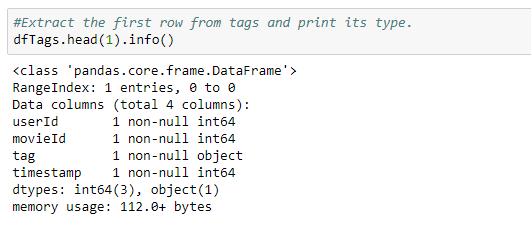 #Extract the first row from tags and print its type.
dfTags.head(1).info()
<class 'pandas.core.frame.DataFrame'>
RangeIndex: 1 entries, 0 to 0
Data columns (total 4 columns):
userId       1 non-null int64
movieId      1 non-null int64
tag          1 non-null object
timestamp    1 non-null int64
dtypes: int64(3), object(1)
memory usage: 112.0+ bytes